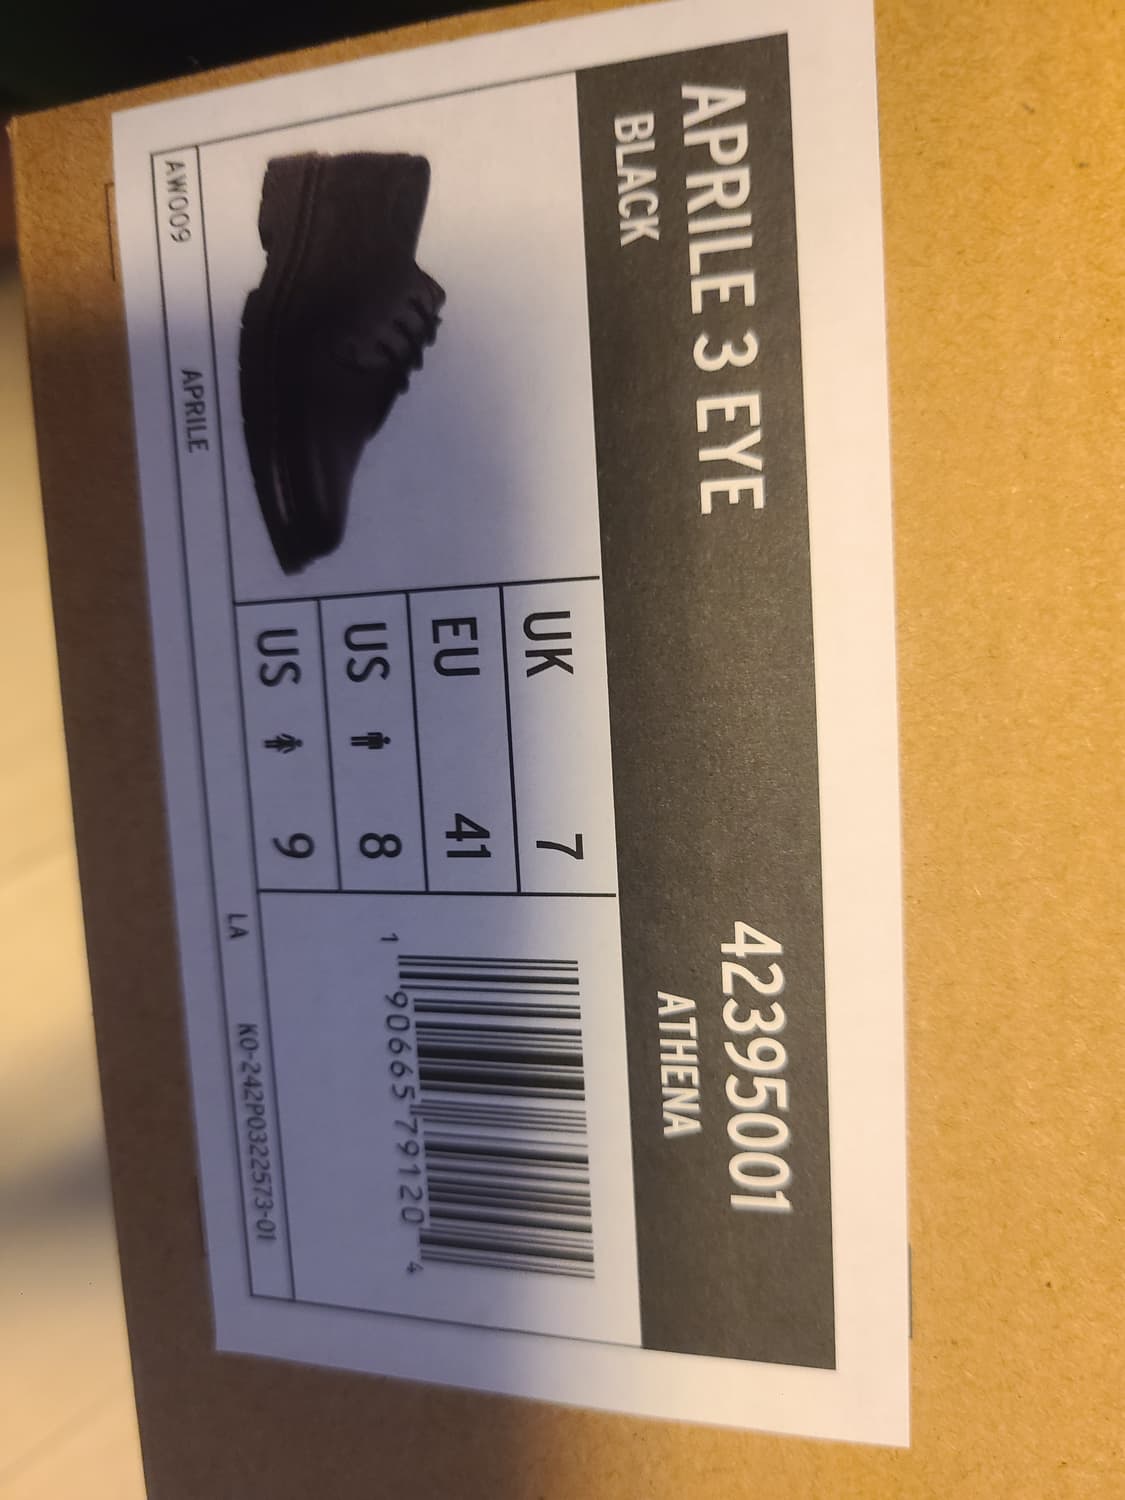 APRILE 3 EYE
42395001
BLACK
ATHENA
UK 7
EU 41
US 8
US 9
1 90665 79120 4
AW009 APRILE LA KO-242P0322573-01